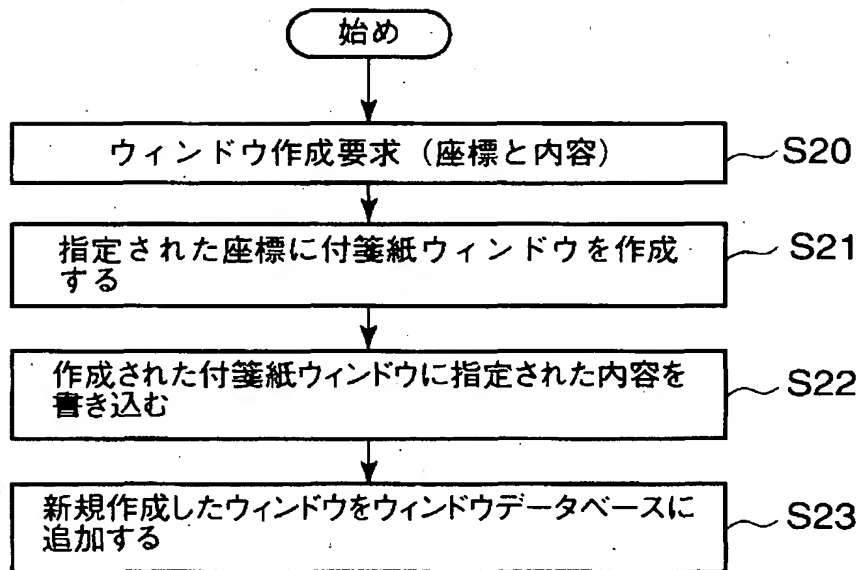 始め
ウィンドウ作成要求（座標と内容）
S20
指定された座標に付箋紙ウィンドウを作成
する
S21
作成された付箋紙ウィンドウに指定された内容を
書き込む
S22
新規作成したウィンドウをウィンドウデータベースに
追加する
S23